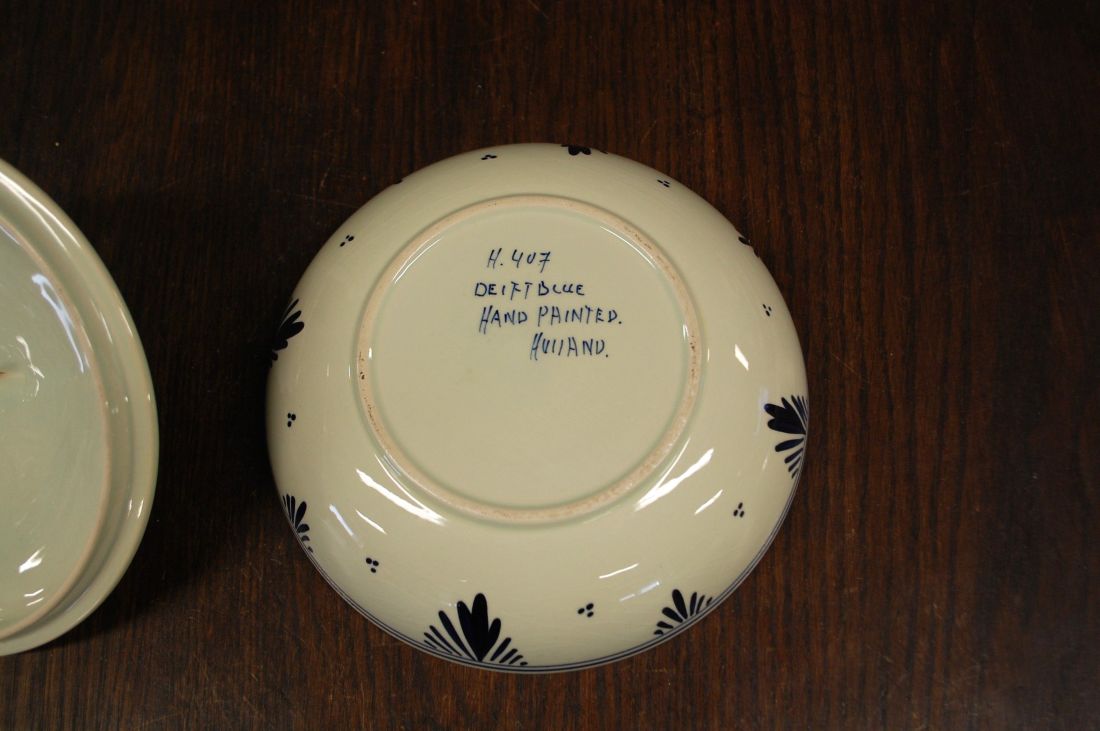 H. 407
DELFT BLUE
HAND PAINTED.
HOLLAND.